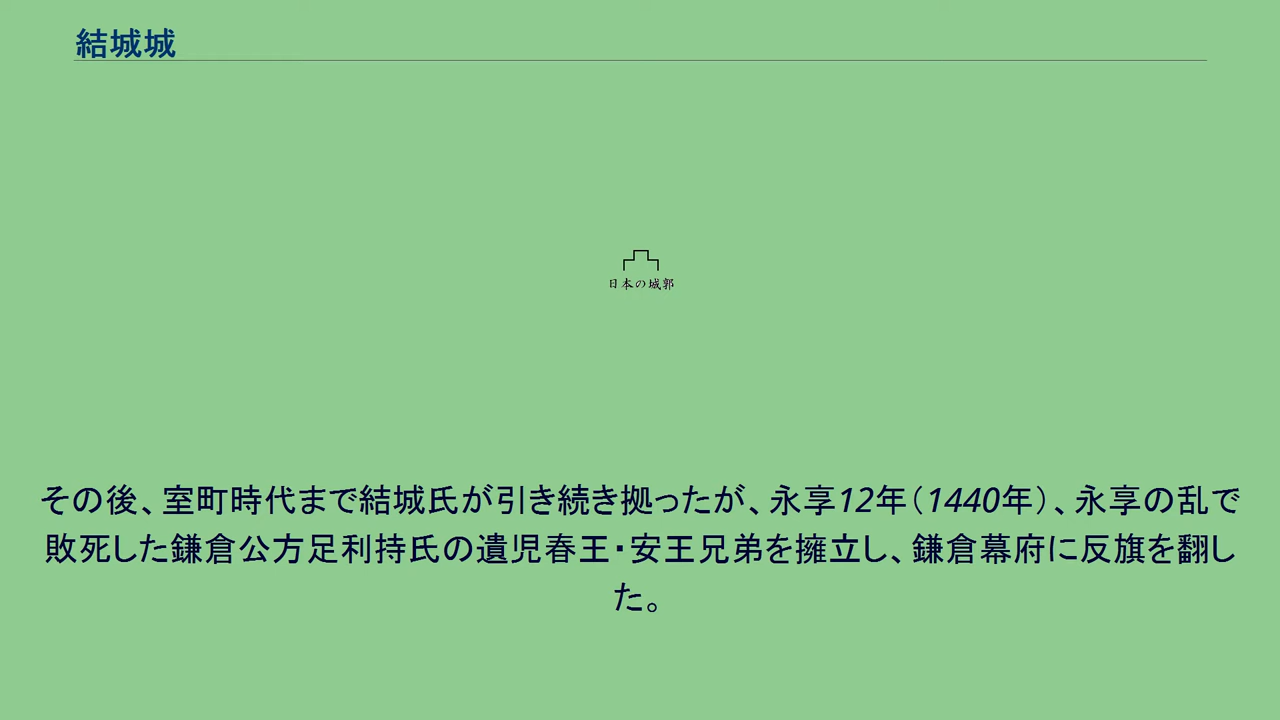 結城城
日本の城郭
その後、室町時代まで結城氏が引き続き拠ったが、永享12年（1440年）、永享の乱で
敗死した鎌倉公方足利持氏の遺児春王・安王兄弟を擁立し、鎌倉幕府に反旗を翻し
た。